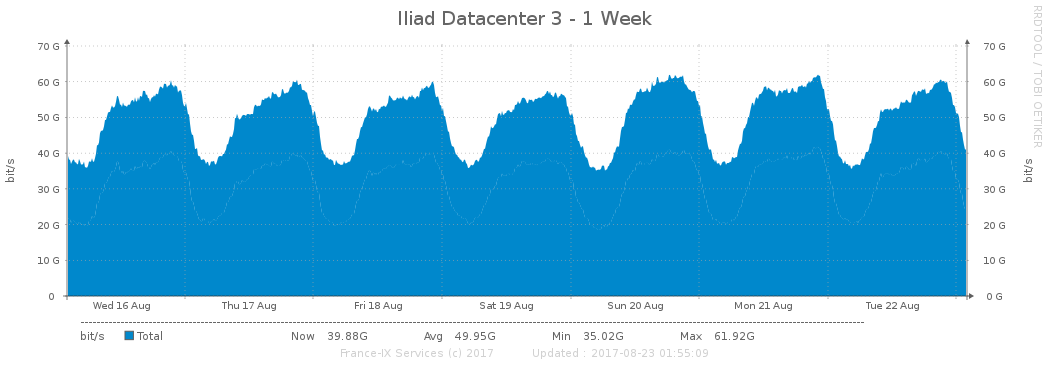 Iliad Datacenter 3 - 1 Week
RRDTOOL / TOBI OETIKER
bit/s
70 G 70 G
60 G 60 G
50 G 50 G
40 G 40 G
30 G 30 G
20 G 20 G
10 G 10 G
0 0 G
bit/s
Wed 16 Aug Thu 17 Aug Fri 18 Aug Sat 19 Aug Sun 20 Aug Mon 21 Aug Tue 22 Aug
bit/s Total Now 39.88G Avg 49.95G Min 35.02G Max 61.92G
France-IX Services (c) 2017 Updated : 2017-08-23 01:55:09